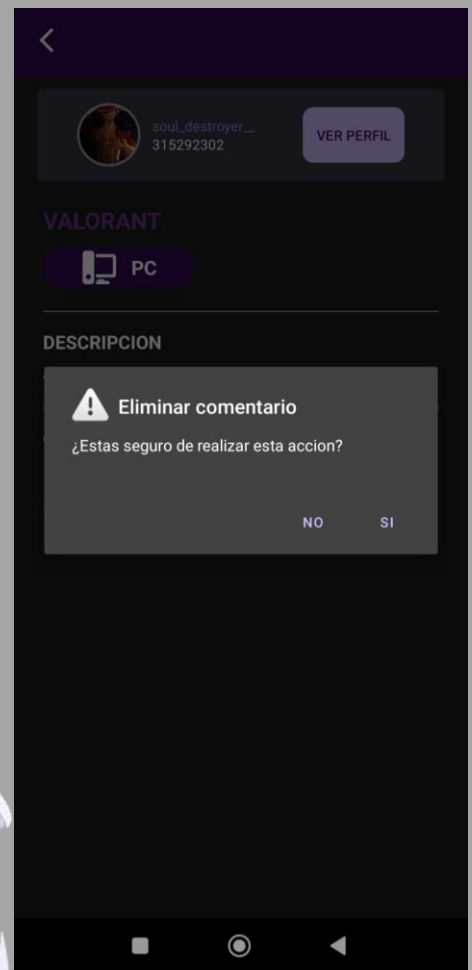 soul_destroyer__
315292302
VER PERFIL
VALORANT
PC
DESCRIPCION
Eliminar comentario
¿Estas seguro de realizar esta accion?
NO
SI